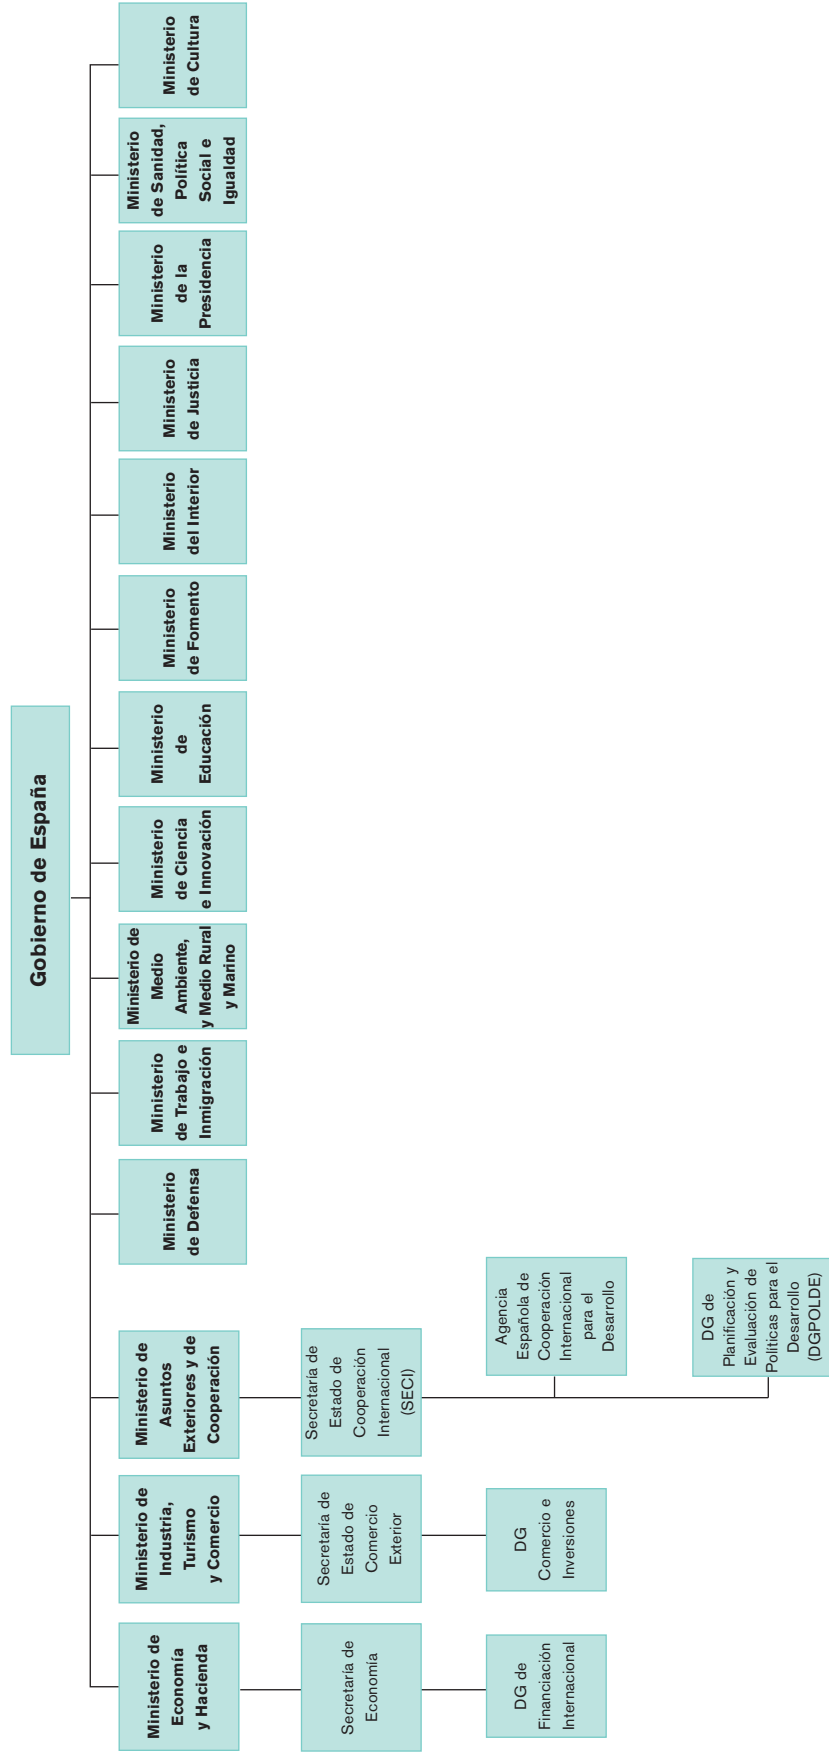 Gobierno de España
Ministerio de
Economía
y Hacienda
Ministerio de
Industria,
Turismo
y Comercio
Ministerio de
Asuntos
Exteriores y de
Cooperación
Ministerio
de Defensa
Ministerio
de Trabajo e
Inmigración
Ministerio de
Medio
Ambiente,
y Medio Rural
y Marino
Ministerio
de Ciencia
e Innovación
Ministerio
de
Educación
Ministerio
de Fomento
Ministerio
del Interior
Ministerio
de Justicia
Ministerio
de la
Presidencia
Ministerio
de Sanidad,
Política
Social e
Igualdad
Ministerio
de Cultura
Secretaría de
Economía
Secretaría de
Estado de
Comercio
Exterior
Secretaría de
Estado de
Cooperación
Internacional
(SECI)
DG de
Financiación
Internacional
DG
Comercio e
Inversiones
Agencia
Española de
Cooperación
Internacional
para el
Desarrollo
DG de
Planificación y
Evaluación de
Políticas para el
Desarrollo
(DGPOLDE)